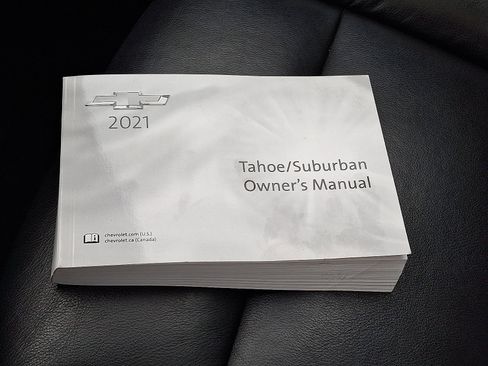 2021
Tahoe/Suburban
Owner's Manual
chevrolet.com (U.S.)
chevrolet.ca (Canada)